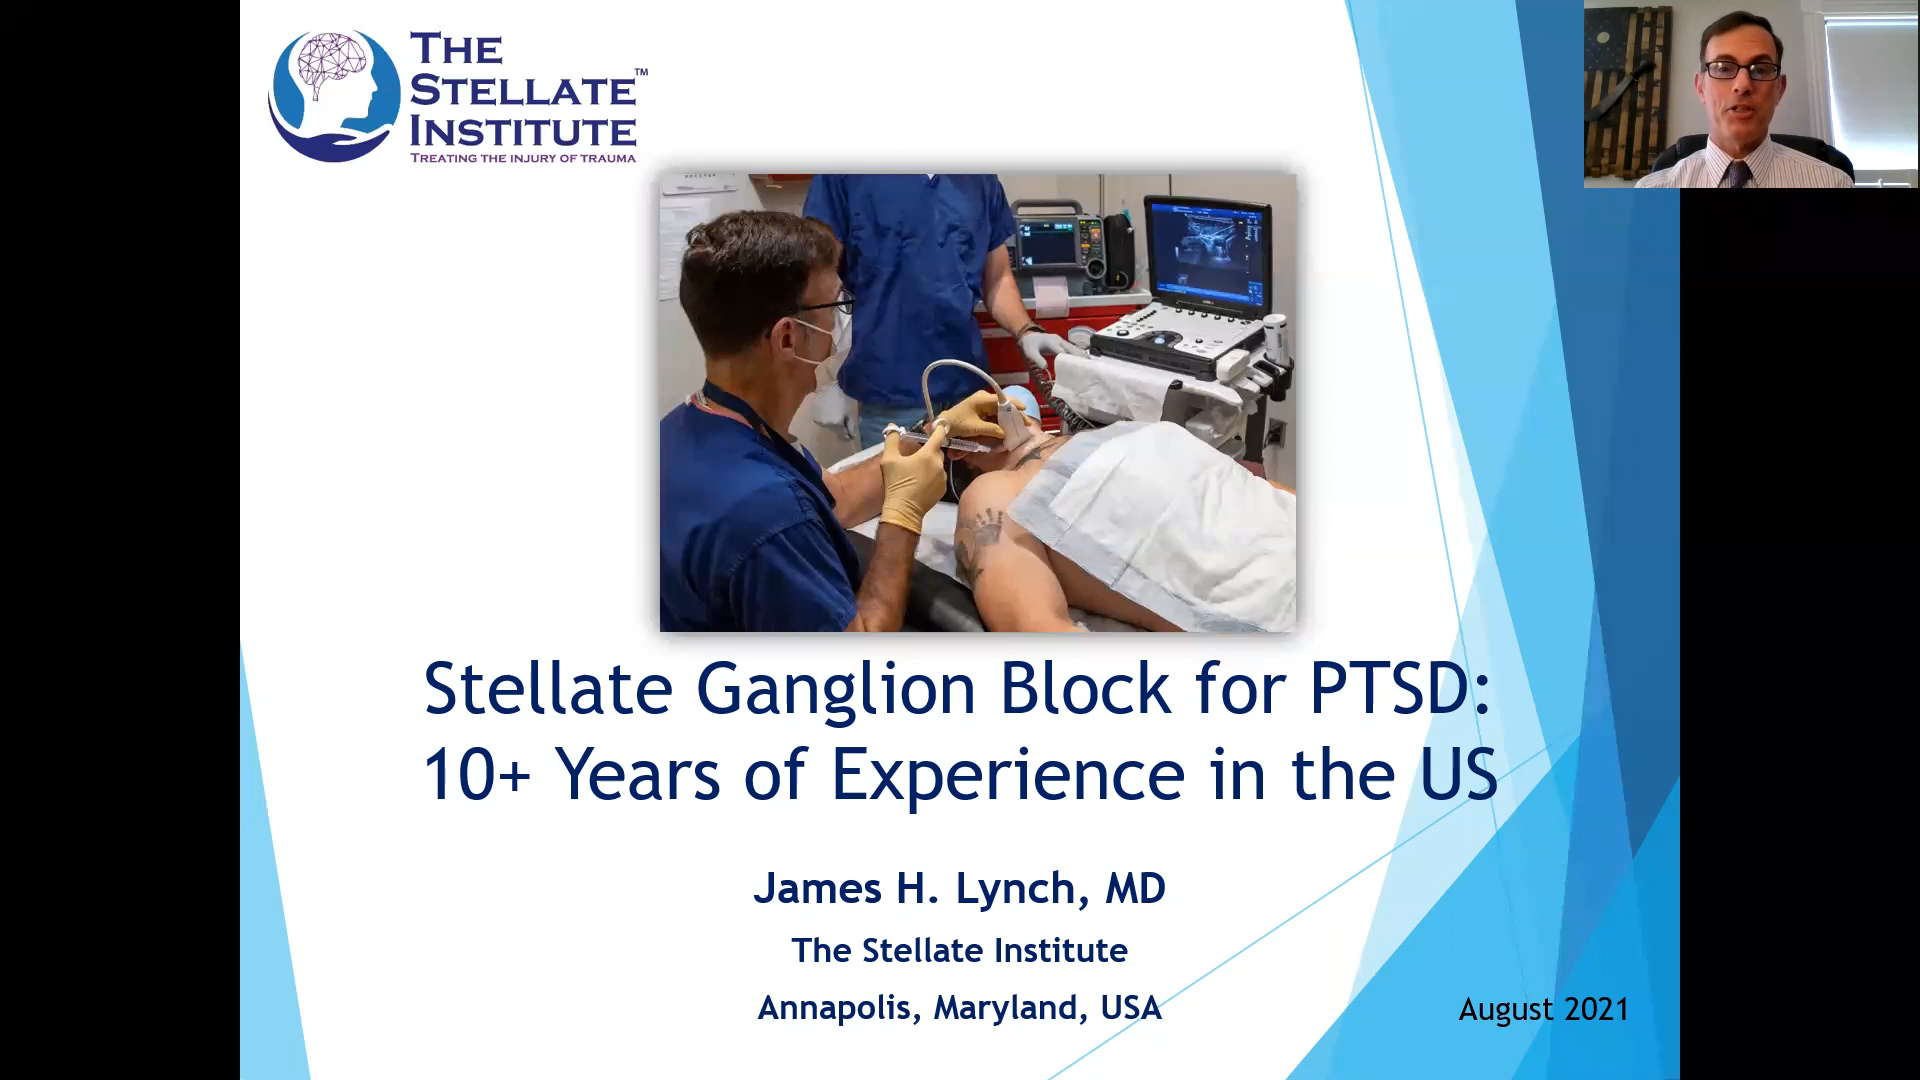 THE
STELLATE™
INSTITUTE
TREATING THE INJURY OF TRAUMA
Stellate Ganglion Block for PTSD:
10+ Years of Experience in the US
James H. Lynch, MD
The Stellate Institute
Annapolis, Maryland, USA
August 2021